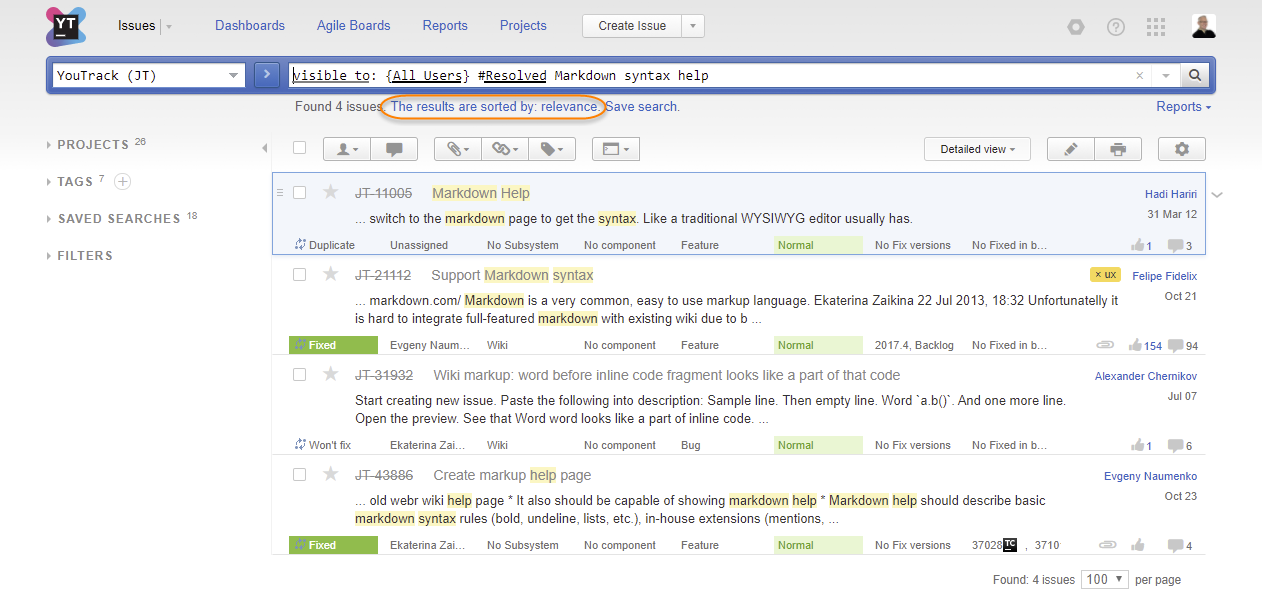 YT
Issues
Dashboards
Agile Boards
Reports
Projects
Create Issue
YouTrack (JT)
visible to: {All Users} #Resolved Markdown syntax help
Found 4 issues. The results are sorted by: relevance. Save search.
Reports
PROJECTS 26
TAGS 7
SAVED SEARCHES 18
FILTERS
Detailed view
JT-11005 Markdown Help Hadi Hariri
... switch to the markdown page to get the syntax. Like a traditional WYSIWYG editor usually has. 31 Mar 12
Duplicate Unassigned No Subsystem No component Feature Normal No Fix versions No Fixed in b... 1 3
JT-21112 Support Markdown syntax × ux Felipe Fidelix
... markdown.com/ Markdown is a very common, easy to use markup language. Ekaterina Zaikina 22 Jul 2013, 18:32 Unfortunatelly it Oct 21
is hard to integrate full-featured markdown with existing wiki due to b ...
Fixed Evgeny Naum... Wiki No component Feature Normal 2017.4, Backlog No Fixed in b... 154 94
JT-31932 Wiki markup: word before inline code fragment looks like a part of that code Alexander Chernikov
Start creating new issue. Paste the following into description: Sample line. Then empty line. Word `a.b()`. And one more line. Jul 07
Open the preview. See that Word word looks like a part of inline code. ...
Won't fix Ekaterina Zai... Wiki No component Bug Normal No Fix versions No Fixed in b... 1 6
JT-43886 Create markup help page Evgeny Naumenko
... old webr wiki help page * It also should be capable of showing markdown help * Markdown help should describe basic Oct 23
markdown syntax rules (bold, undeline, lists, etc.), in-house extensions (mentions, ...
Fixed Ekaterina Zai... No Subsystem No component Feature Normal No Fix versions 37028 TC , 3710 4
Found: 4 issues 100 per page